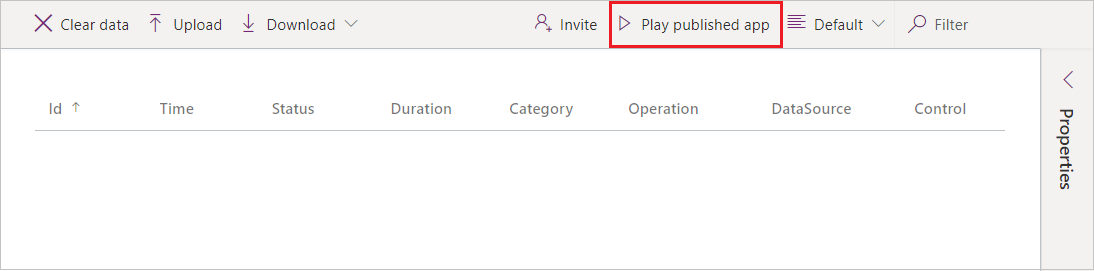 Clear data Upload Download Invite Play published app Default Filter
Id Time Status Duration Category Operation DataSource Control
Properties